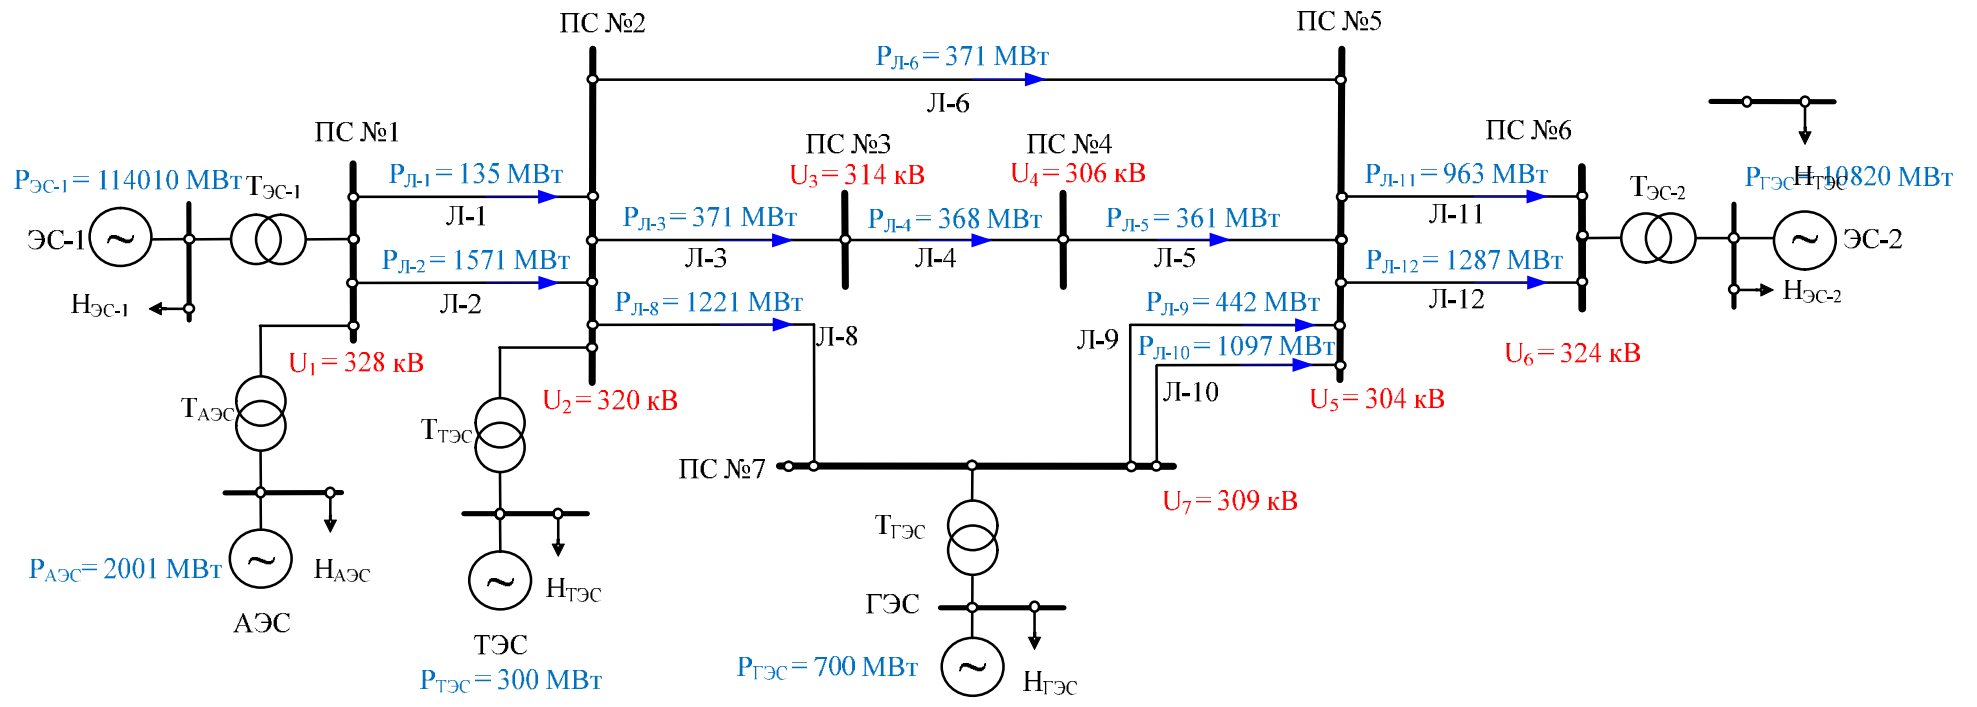 ПС №2
ПС №5
PЛ-6 = 371 МВт
Л-6
ПС №1
ПС №3
ПС №4
ПС №6
U3 = 314 кВ
U4 = 306 кВ
PЭС-1 = 114010 МВт
TЭС-1
PЛ-1 = 135 МВт
Л-1
PЛ-11 = 963 МВт
Л-11
TЭС-2
HТЭС
PГЭС = 10820 МВт
ЭС-1
PЛ-3 = 371 МВт
Л-3
PЛ-4 = 368 МВт
Л-4
PЛ-5 = 361 МВт
Л-5
ЭС-2
PЛ-2 = 1571 МВт
Л-2
PЛ-12 = 1287 МВт
Л-12
HЭС-1
HЭС-2
PЛ-8 = 1221 МВт
Л-8
PЛ-9 = 442 МВт
Л-9
PЛ-10 = 1097 МВт
Л-10
U1 = 328 кВ
U2 = 320 кВ
U5 = 304 кВ
U6 = 324 кВ
TАЭС
TТЭС
ПС №7
U7 = 309 кВ
TГЭС
PАЭС = 2001 МВт
HАЭС
АЭС
HТЭС
ТЭС
PТЭС = 300 МВт
ГЭС
PГЭС = 700 МВт
HГЭС